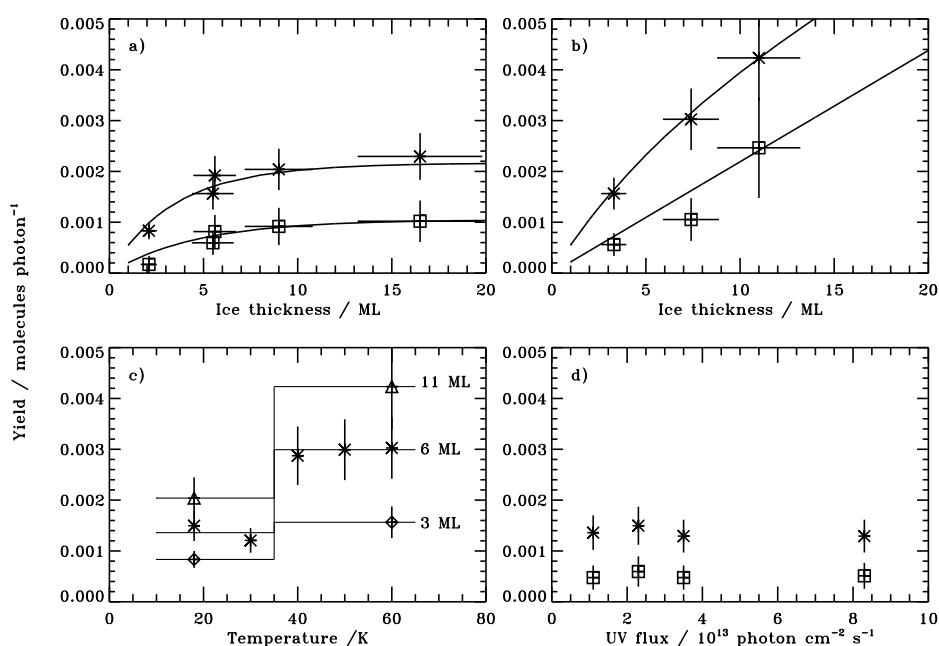 Yield / molecules photon⁻¹
a)
0.005
0.004
0.003
0.002
0.001
0.000
0 5 10 15 20
Ice thickness / ML
b)
0.005
0.004
0.003
0.002
0.001
0.000
0 5 10 15 20
Ice thickness / ML
c)
0.005
0.004
0.003
0.002
0.001
0.000
11 ML
6 ML
3 ML
0 20 40 60 80
Temperature /K
d)
0.005
0.004
0.003
0.002
0.001
0.000
0 2 4 6 8 10
UV flux / 10¹³ photon cm⁻² s⁻¹